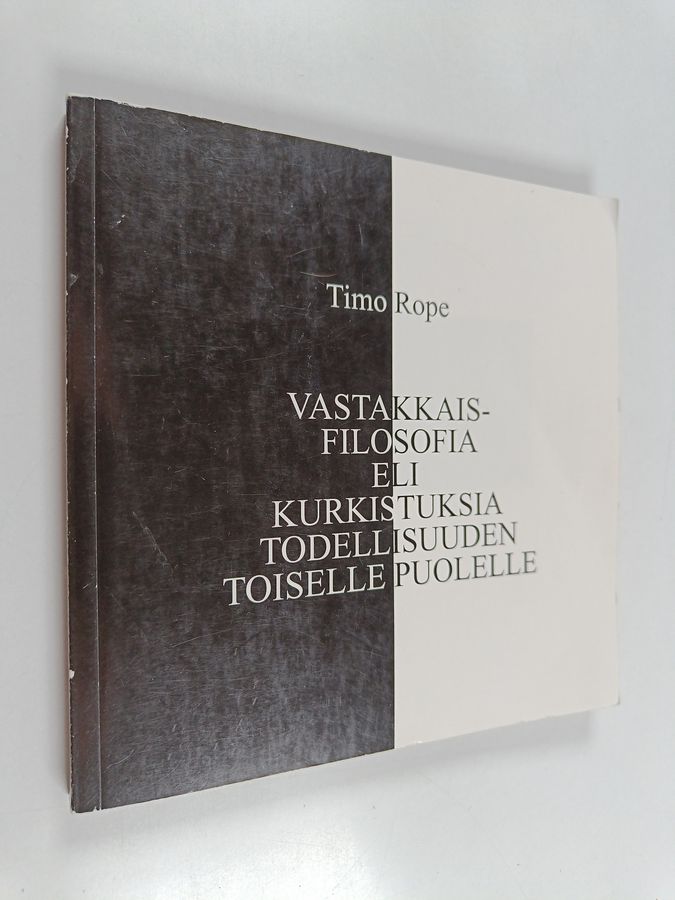 Timo Rope
VASTAKKAIS-
FILOSOFIA
ELI
KURKISTUKSIA
TODELLISUUDEN
TOISELLE PUOLELLE